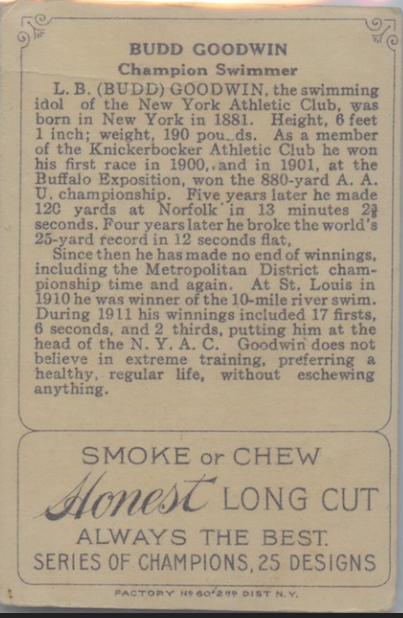 BUDD GOODWIN
Champion Swimmer
L. B. (BUDD) GOODWIN, the swimming
idol of the New York Athletic Club, was
born in New York in 1881. Height, 6 feet
1 inch; weight, 190 pou..ds. As a member
of the Knickerbocker Athletic Club he won
his first race in 1900, and in 1901, at the
Buffalo Exposition, won the 880-yard A. A.
U. championship. Five years later he made
120 yards at Norfolk in 13 minutes
seconds. Four years later he broke the world's
25-yard record in 12 seconds flat,
Since then he has made no end of winnings,
including the Metropolitan District cham-
pionship time and again. At St. Louis in
1910 he was winner of the 10-mile river swim.
During 1911 his winnings included 17 firsts,
6 seconds, and 2 thirds, putting him at the
head of the N. Y. A. C. Goodwin does not
believe in extreme training, preferring a
healthy, regular life, without eschewing
anything.
SMOKE or CHEW
Honest LONG CUT
ALWAYS THE BEST.
SERIES OF CHAMPIONS, 25 DESIGNS
FACTORY Nº 60 2ND DIST N.Y.